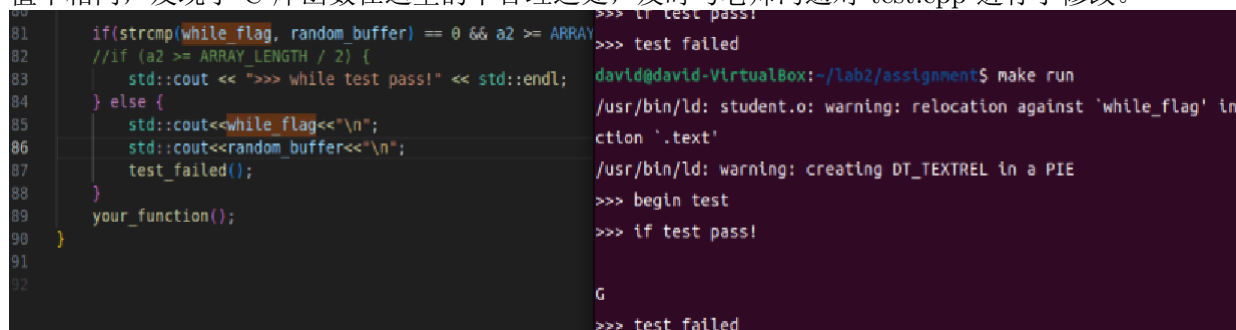 81 if(strcmp(while_flag, random_buffer) == 0 && a2 >= ARRAY
82 //if (a2 >= ARRAY_LENGTH / 2) {
83 std::cout << ">>> while test pass!" << std::endl;
84 } else {
85 std::cout<<while_flag<<"\n";
86 std::cout<<random_buffer<<"\n";
87 test_failed();
88 }
89 your_function();
90 }
91
92
>>> if test pass!
>>> test failed
david@david-VirtualBox:~/lab2/assignment$ make run
/usr/bin/ld: student.o: warning: relocation against `while_flag' in
ction `.text'
/usr/bin/ld: warning: creating DT_TEXTREL in a PIE
>>> begin test
>>> if test pass!
G
>>> test failed